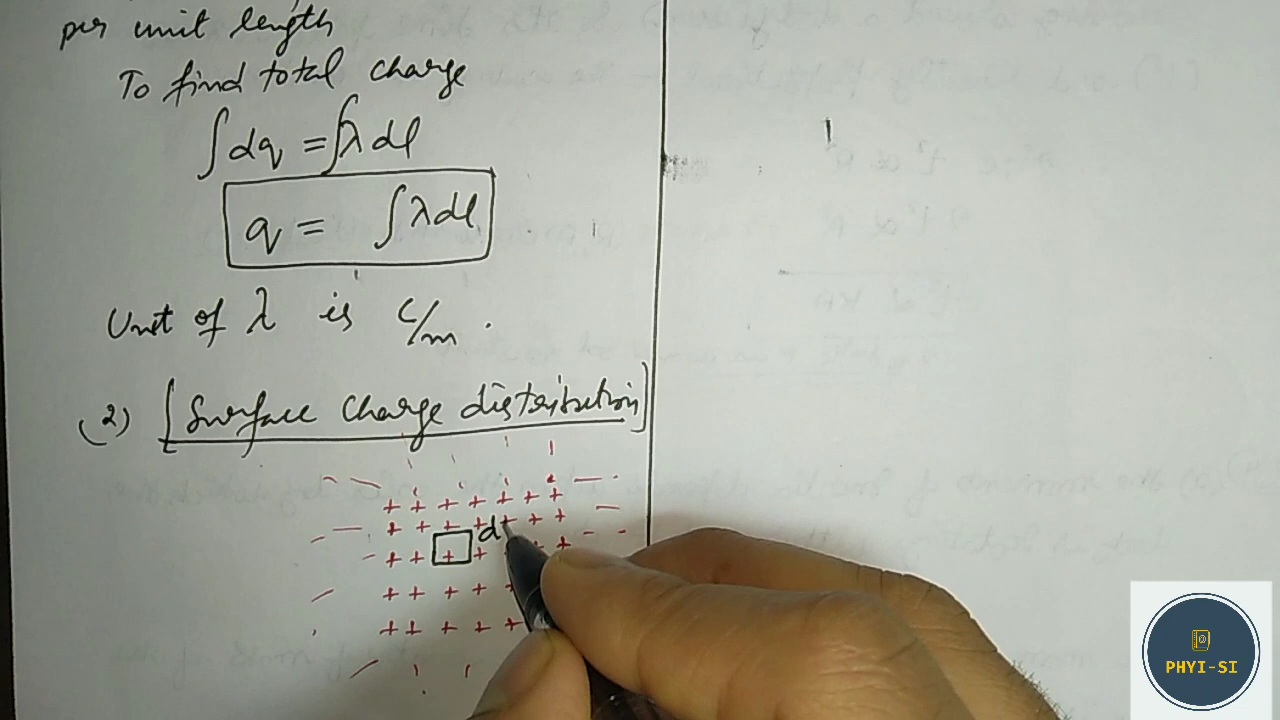 per unit length
To find total charge
∫dq = ∫λdl
q = ∫λdl
Unit of λ is C/m.
(2) [Surface Charge distribution]
d
PHYI-SI